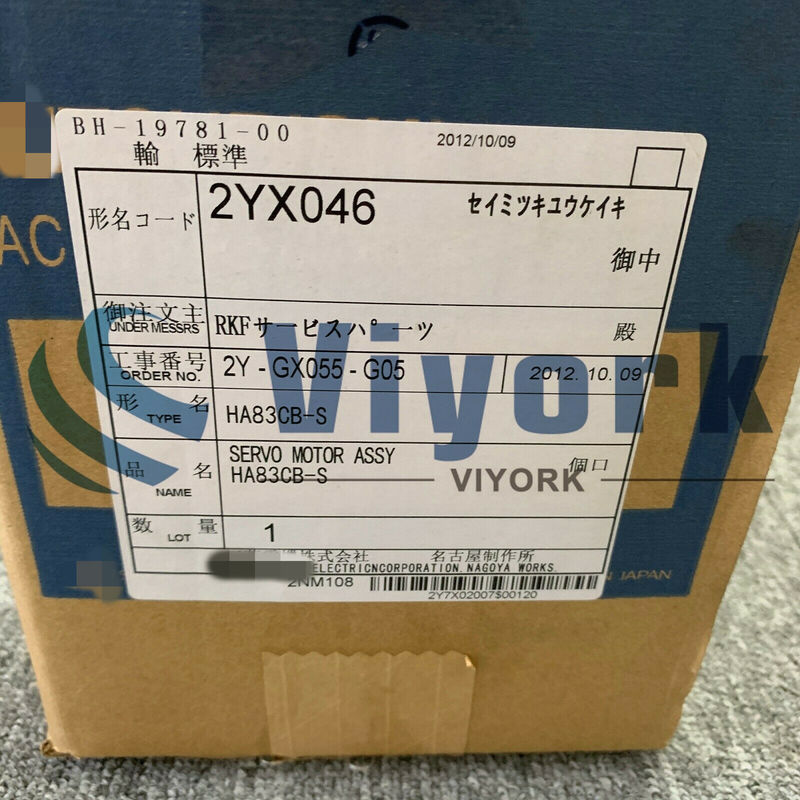 BH-19781-00
2012/10/09
輸 標準
形名コード
2YX046
セイミツキユウケイキ
御中
御注文主
UNDER MESSRS
RKFサービスパーツ
殿
工事番号
ORDER NO.
2Y-GX055-G05
2012.10.09
形 名
TYPE
HA83CB-S
品 名
NAME
SERVO MOTOR ASSY
HA83CB-S
個口
数 量
LOT
1
株式会社 名古屋制作所
ELECTRICNCORPORATION.NAGOYA WORKS.
2NM108
2Y7X02007S00120
AC
N JAPAN
Viyork
VIYORK